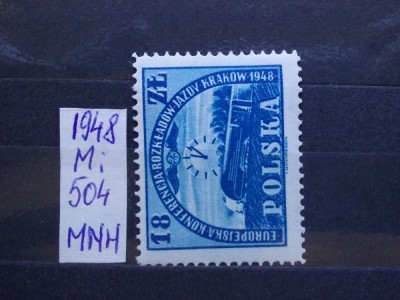 1948
Mi
504
MNH
18 ZŁ
EUROPEJSKA KONFERENCJA ROZKŁADÓW JAZDY KRAKÓW 1948
POLSKA